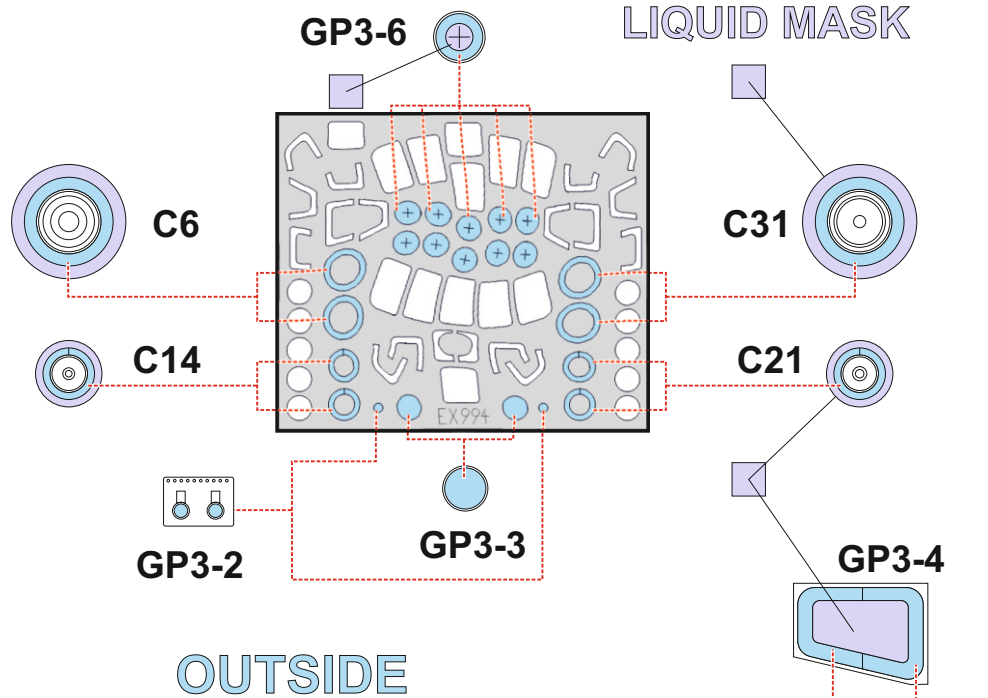 GP3-6
LIQUID MASK
C6
C31
C14
C21
EX994
GP3-3
GP3-2
GP3-4
OUTSIDE